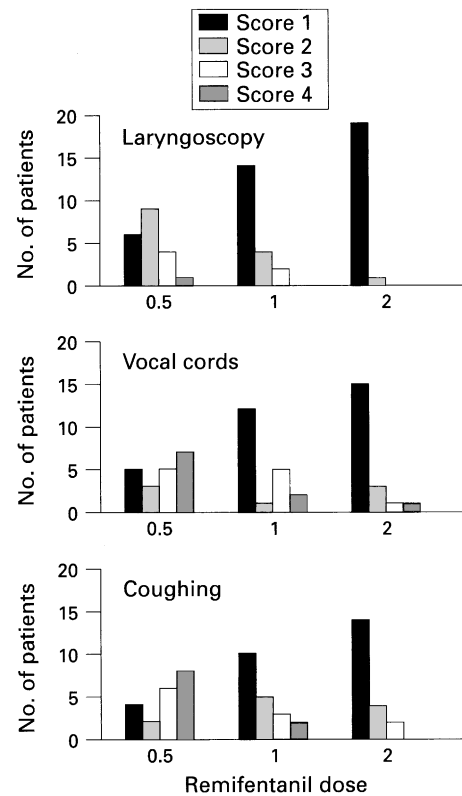 Score 1
Score 2
Score 3
Score 4
No. of patients
Laryngoscopy
20
15
10
5
0
0.5 1 2
No. of patients
Vocal cords
20
15
10
5
0
0.5 1 2
No. of patients
Coughing
20
15
10
5
0
0.5 1 2
Remifentanil dose